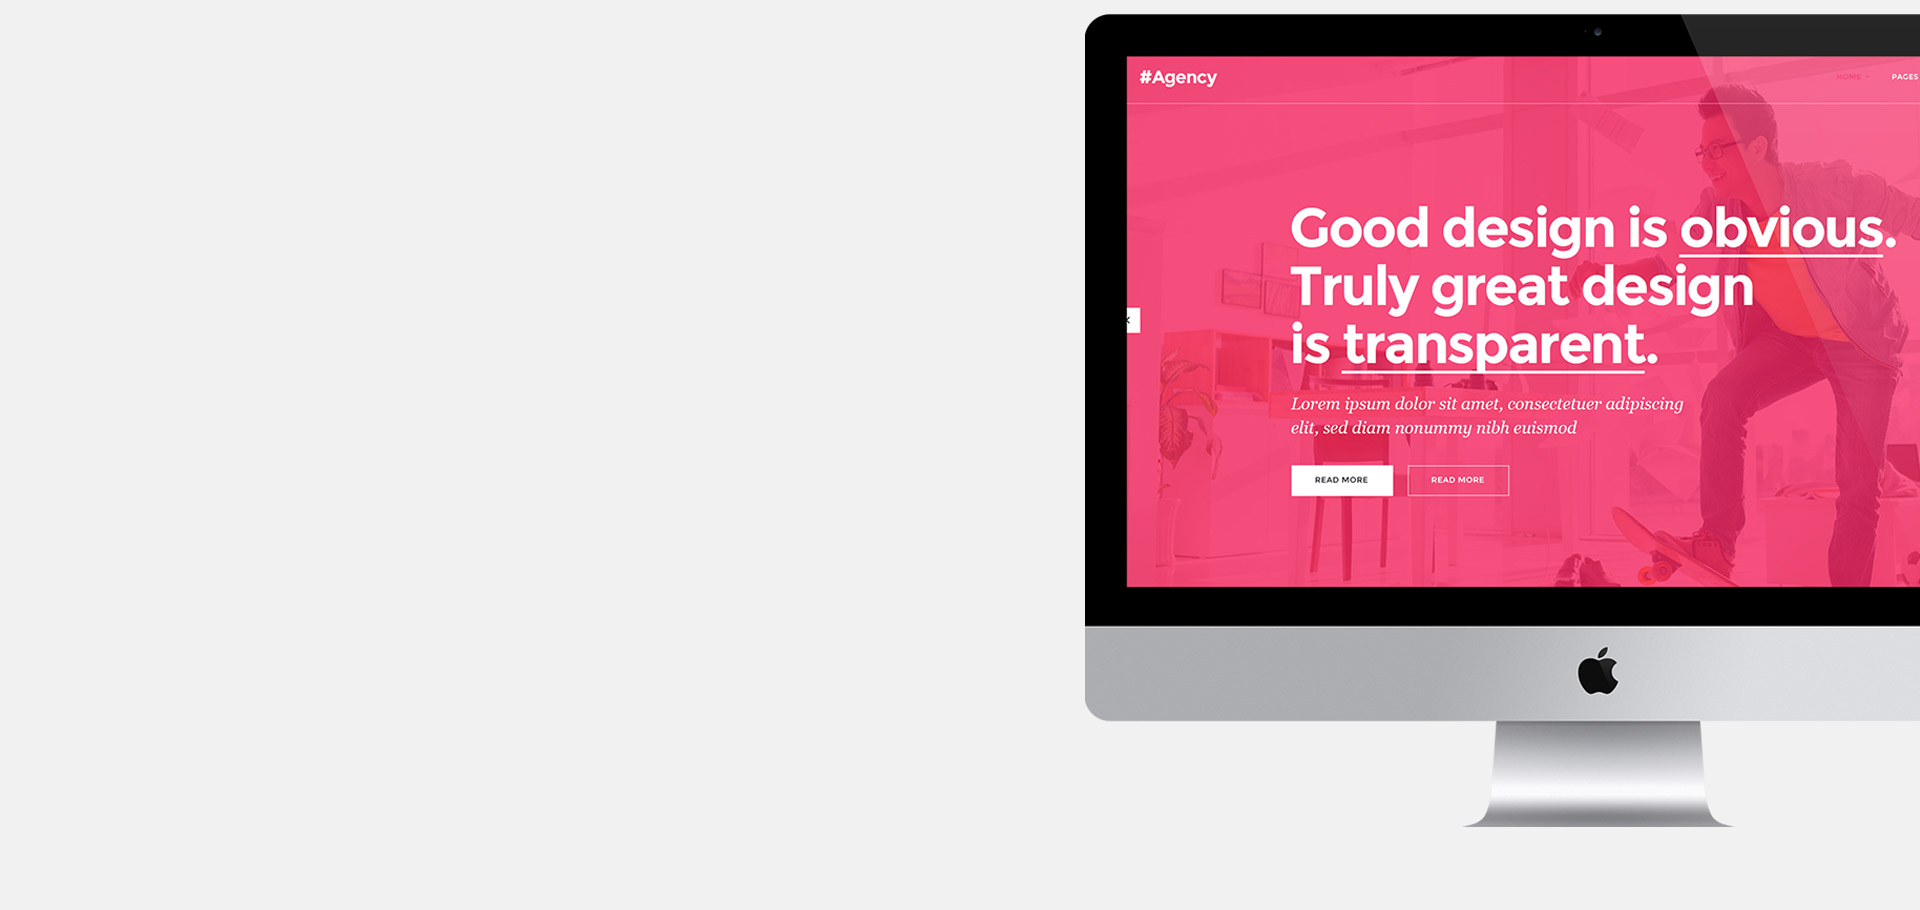 #Agency
HOME
PAGES
Good design is obvious.
Truly great design
is transparent.
Lorem ipsum dolor sit amet, consectetuer adipiscing
elit, sed diam nonummy nibh euismod
READ MORE
READ MORE